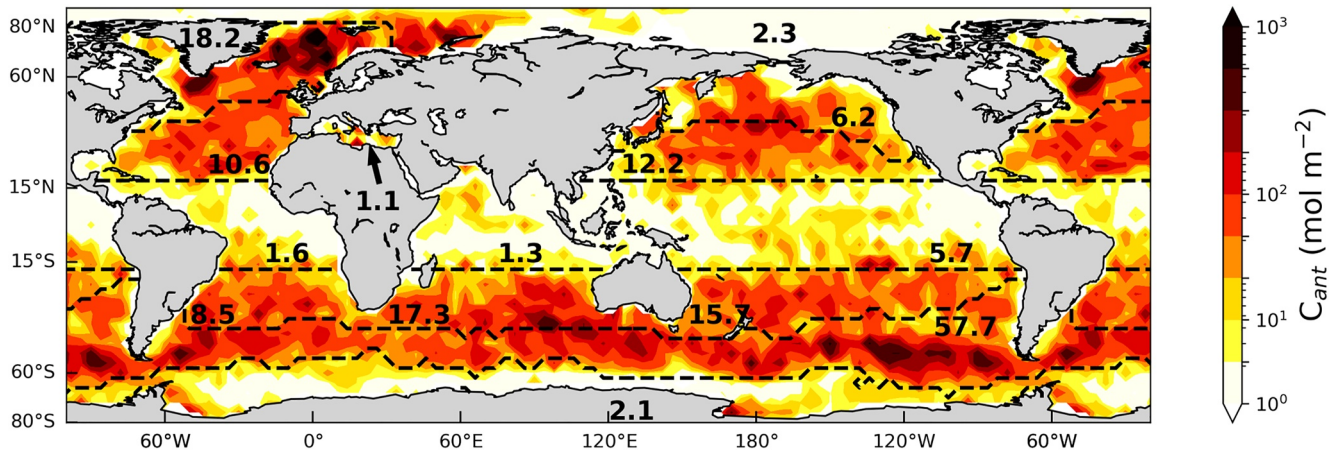 80°N
60°N
15°N
15°S
60°S
80°S
60°W
0°
60°E
120°E
180°
120°W
60°W
18.2
2.3
6.2
10.6
12.2
1.1
1.6
1.3
5.7
8.5
17.3
15.7
57.7
2.1
10³
10²
10¹
10⁰
C_ant (mol m⁻²)